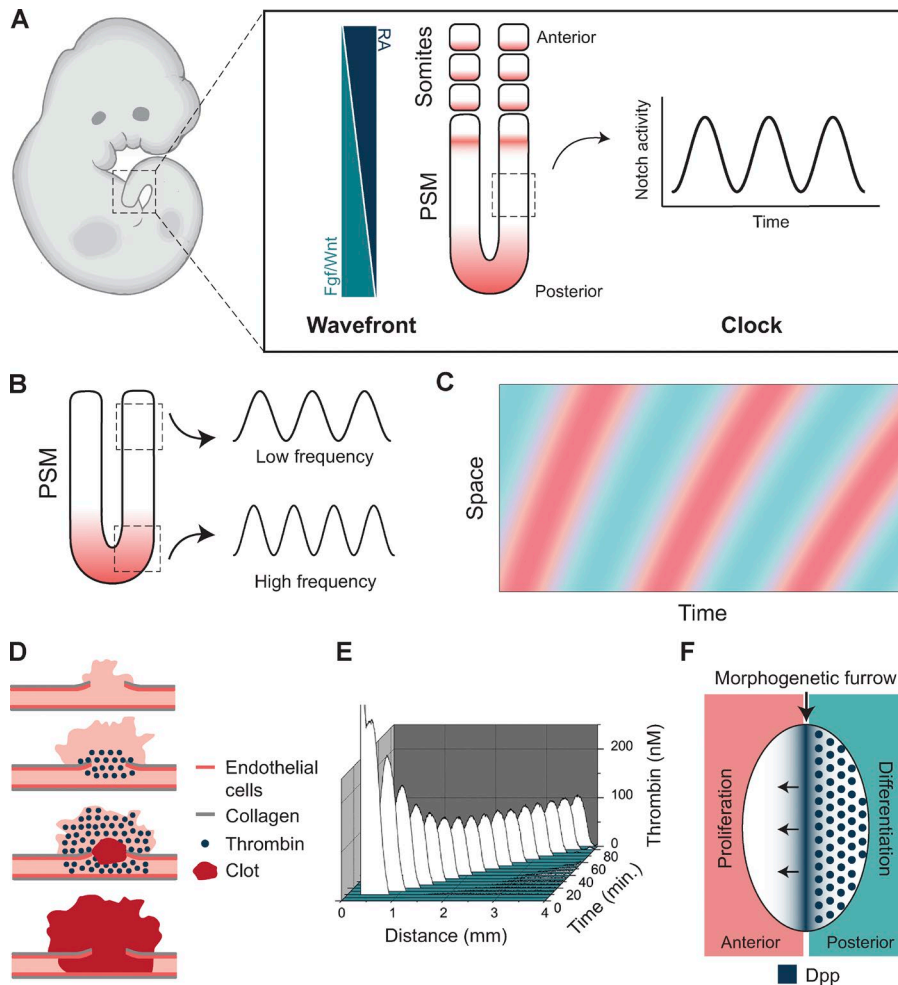 A
RA
Fgf/Wnt
Wavefront
Somites
PSM
Anterior
Posterior
Notch activity
Time
Clock
B
PSM
Low frequency
High frequency
C
Space
Time
D
Endothelial
cells
Collagen
Thrombin
Clot
E
Thrombin (nM)
200
100
0
80
60
40
20
0
Time (min.)
0
1
2
3
4
Distance (mm)
F
Morphogenetic furrow
Proliferation
Differentiation
Anterior
Posterior
Dpp